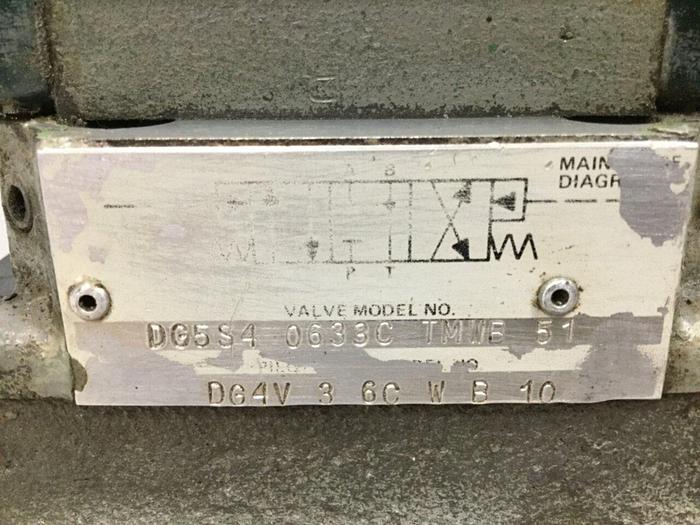 A B
MAIN
DIAGR
P T
VALVE MODEL NO.
DG5S4 0633C TMWB 51
DG4V 3 6C W B 10